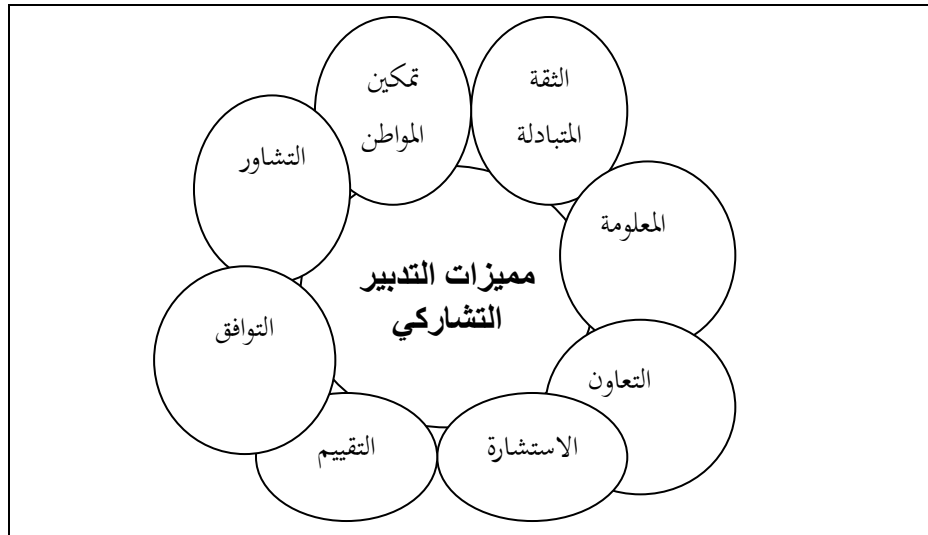 تمكين
المواطن
الثقة
المتبادلة
التشاور
المعلومة
مميزات التدبير
التشاركي
التوافق
التعاون
التقييم
الاستشارة